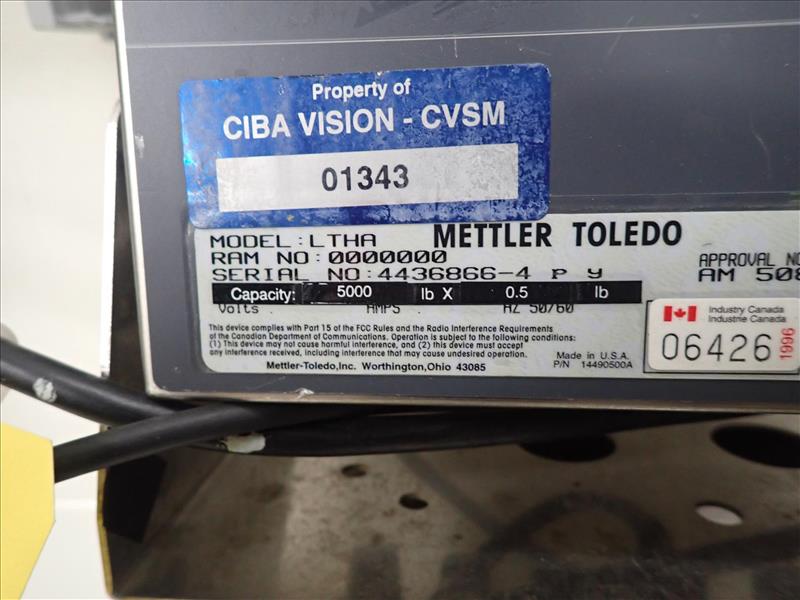 Property of
CIBA VISION - CVSM
01343
MODEL: LTHA METTLER TOLEDO
RAM NO: 0000000 APPROVAL NO
SERIAL NO: 4436866-4 P y AM 508
Capacity: 5000 lb X 0.5 lb
Volts AMPS HZ 50/60
Industry Canada
Industrie Canada
06426 1996
This device complies with Part 15 of the FCC Rules and the Radio Interference Requirements
of the Canadian Department of Communications. Operation is subject to the following conditions:
(1) This device may not cause harmful interference, and (2) this device must accept
any interference received, including interference that may cause undesired operation.
Made in U.S.A.
P/N 14490500A
Mettler-Toledo, Inc. Worthington, Ohio 43085